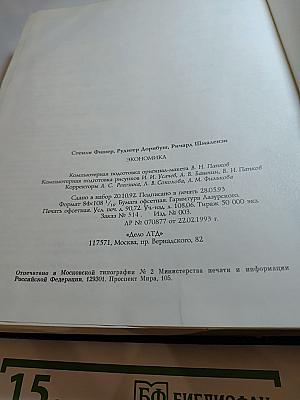 Стенли Фишер, Рудигер Дорнбуш, Ричард Шмалензи
ЭКОНОМИКА
Компьютерная подготовка оригинал-макета В. Н. Панков
Компьютерная подготовка рисунков И. И. Усачев, А. В. Банкин, В. Н. Панков
Корректоры А. С. Рогозина, А. В. Соколова, А. М. Филатова
Сдано в набор 20.10.92. Подписано в печать 28.05.93.
Формат 84×108 1/16. Бумага офсетная. Гарнитура Лазурского.
Печать офсетная. Усл. печ. л. 90,72. Уч.-изд. л. 108,06. Тираж 50 000 экз.
Заказ № 514. Изд. № 003.
ЛР № 070877 от 22.02.1993 г.
«Дело ЛТД»
117571, Москва, пр. Вернадского, 82
Отпечатано в Московской типографии № 2 Министерства печати и информации
Российской Федерации, 129301, Проспект Мира, 105.
15
БФ БИБЛИОФАН